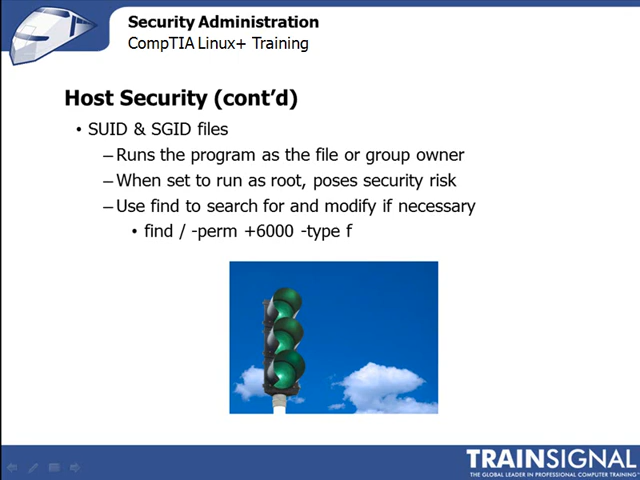 Security Administration
CompTIA Linux+ Training
Host Security (cont’d)
• SUID & SGID files
– Runs the program as the file or group owner
– When set to run as root, poses security risk
– Use find to search for and modify if necessary
• find / -perm +6000 -type f
TRAINSIGNAL
THE GLOBAL LEADER IN PROFESSIONAL COMPUTER TRAINING